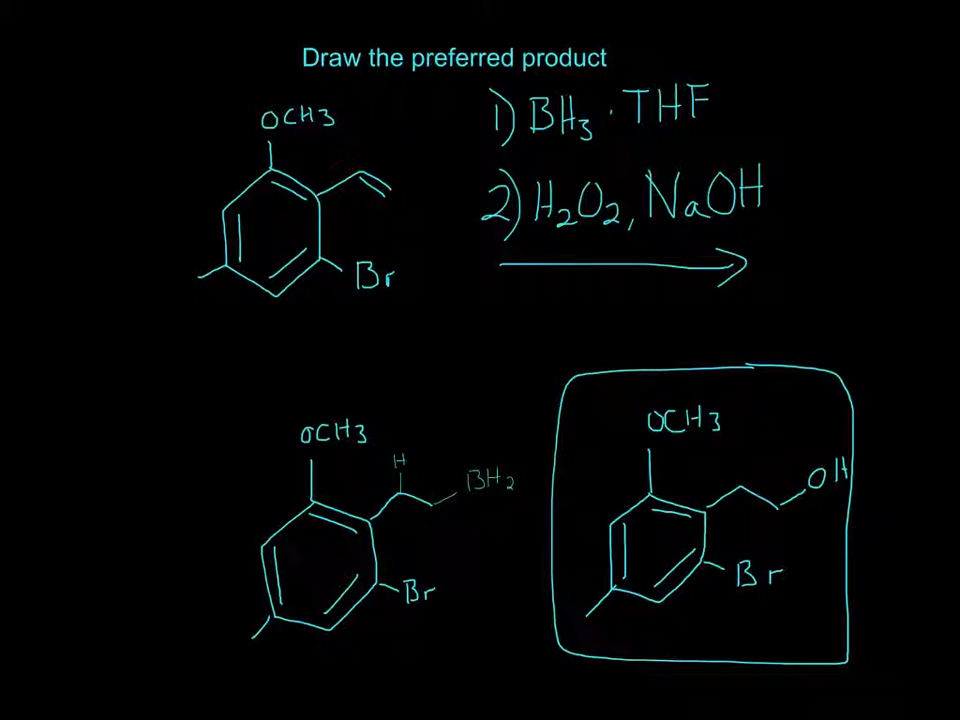 Draw the preferred product
OCH3
1) BH3 · THF
2) H2O2, NaOH
Br
OCH3
H
BH2
Br
OCH3
OH
Br